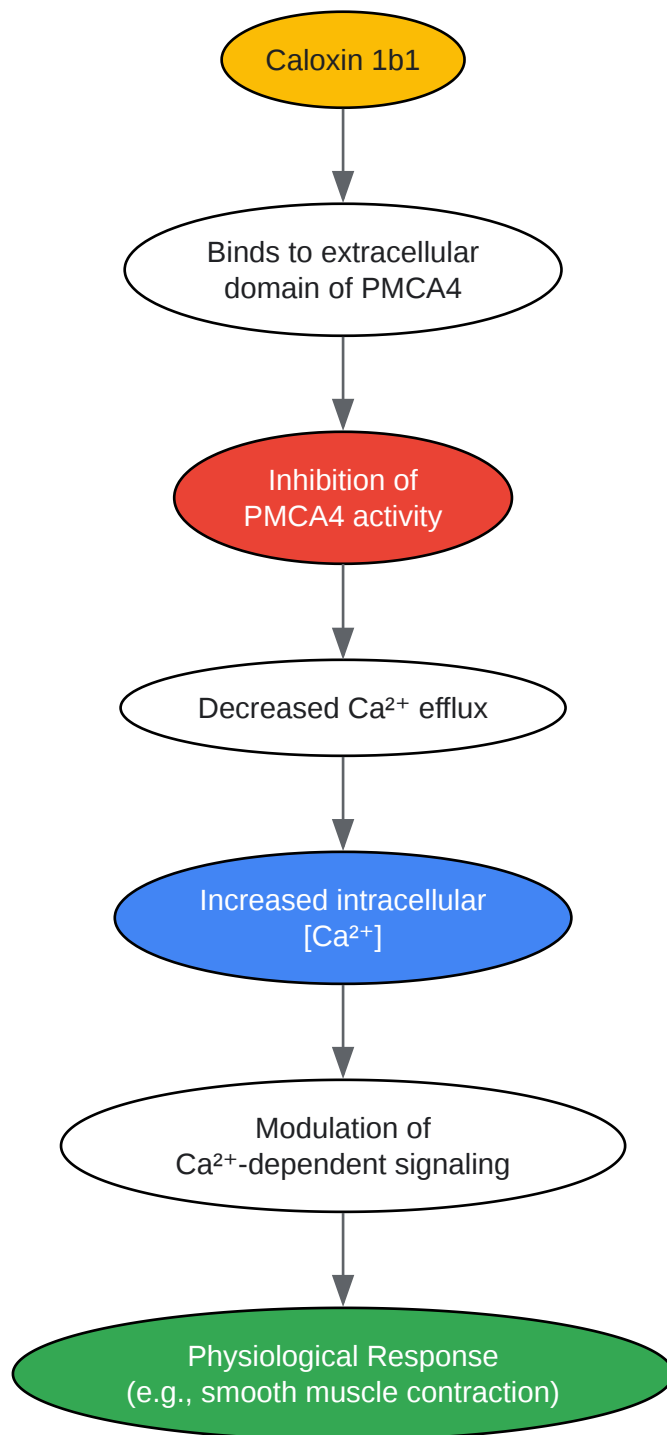 Caloxin 1b1
Binds to extracellular
domain of PMCA4
Inhibition of
PMCA4 activity
Decreased Ca²⁺ efflux
Increased intracellular
[Ca²⁺]
Modulation of
Ca²⁺-dependent signaling
Physiological Response
(e.g., smooth muscle contraction)